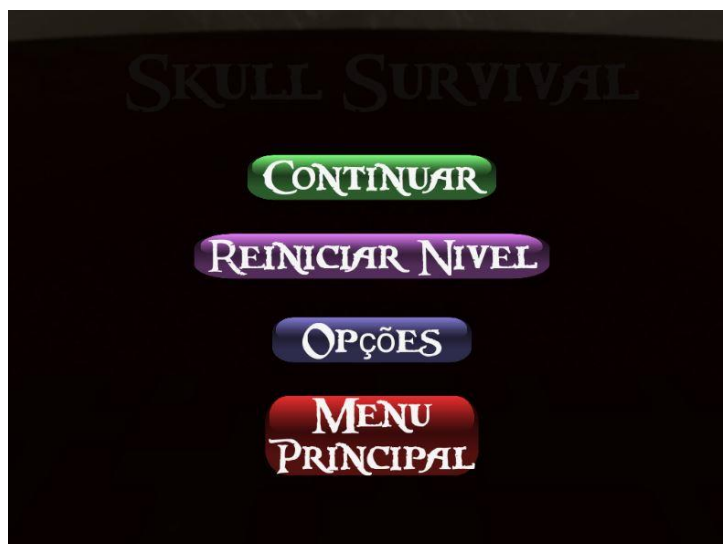 Skull Survival
Continuar
Reiniciar Nivel
Opções
Menu
Principal